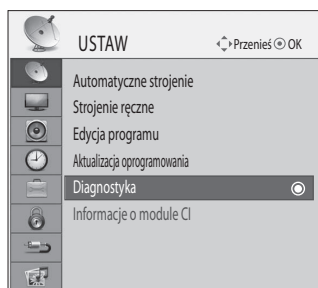 USTAW Przenieś OK
Automatyczne strojenie
Strojenie ręczne
Edycja programu
Aktualizacja oprogramowania
Diagnostyka
Informacje o module CI